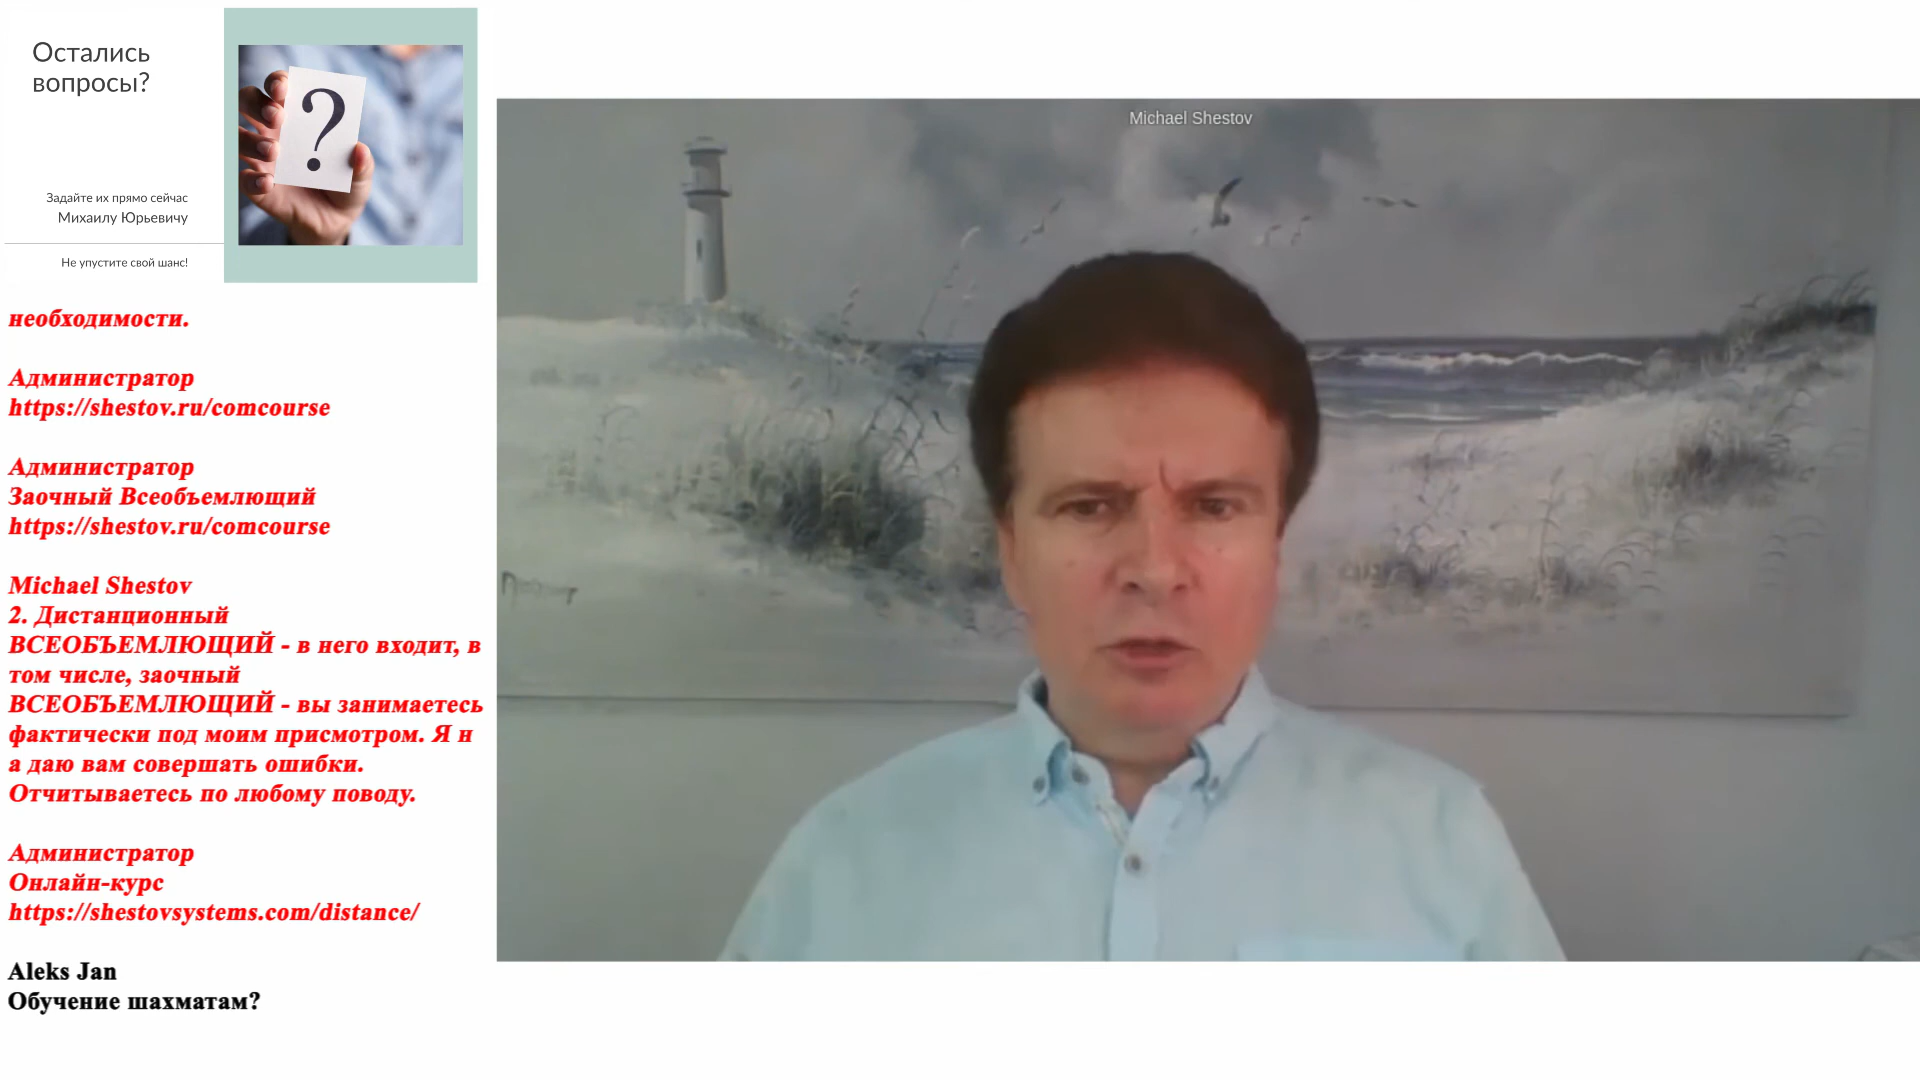 Остались
вопросы?
?
Задайте их прямо сейчас
Михаилу Юрьевичу
Не упустите свой шанс!
Michael Shestov
необходимости.
Администратор
https://shestov.ru/comcourse
Администратор
Заочный Всеобъемлющий
https://shestov.ru/comcourse
Michael Shestov
2. Дистанционный
ВСЕОБЪЕМЛЮЩИЙ - в него входит, в
том числе, заочный
ВСЕОБЪЕМЛЮЩИЙ - вы занимаетесь
фактически под моим присмотром. Я н
а даю вам совершать ошибки.
Отчитываетесь по любому поводу.
Администратор
Онлайн-курс
https://shestovsystems.com/distance/
Aleks Jan
Обучение шахматам?